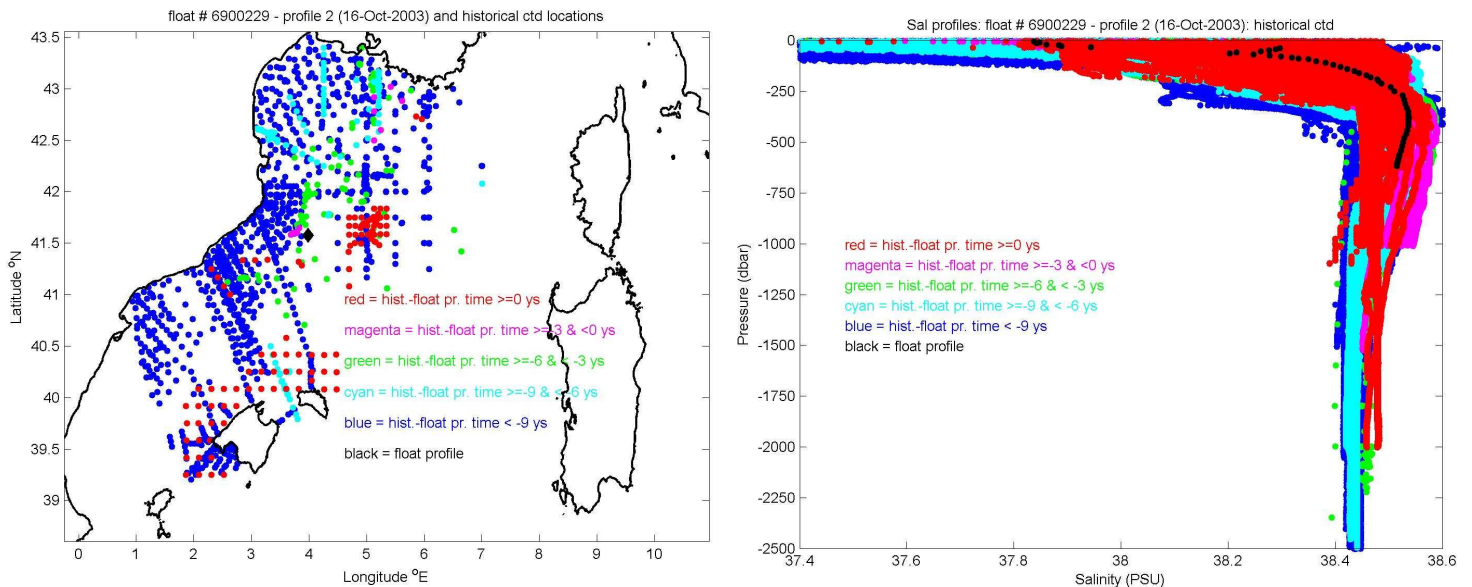 float # 6900229 - profile 2 (16-Oct-2003) and historical ctd locations
43.5
43
42.5
42
41.5
41
40.5
40
39.5
39
Latitude °N
0 1 2 3 4 5 6 7 8 9 10
Longitude °E
red = hist.-float pr. time >=0 ys
magenta = hist.-float pr. time >=-3 & <0 ys
green = hist.-float pr. time >=-6 & < -3 ys
cyan = hist.-float pr. time >=-9 & < -6 ys
blue = hist.-float pr. time < -9 ys
black = float profile
Sal profiles: float # 6900229 - profile 2 (16-Oct-2003): historical ctd
0
-250
-500
-750
-1000
-1250
-1500
-1750
-2000
-2250
-2500
Pressure (dbar)
37.4 37.6 37.8 38 38.2 38.4 38.6
Salinity (PSU)
red = hist.-float pr. time >=0 ys
magenta = hist.-float pr. time >=-3 & <0 ys
green = hist.-float pr. time >=-6 & < -3 ys
cyan = hist.-float pr. time >=-9 & < -6 ys
blue = hist.-float pr. time < -9 ys
black = float profile